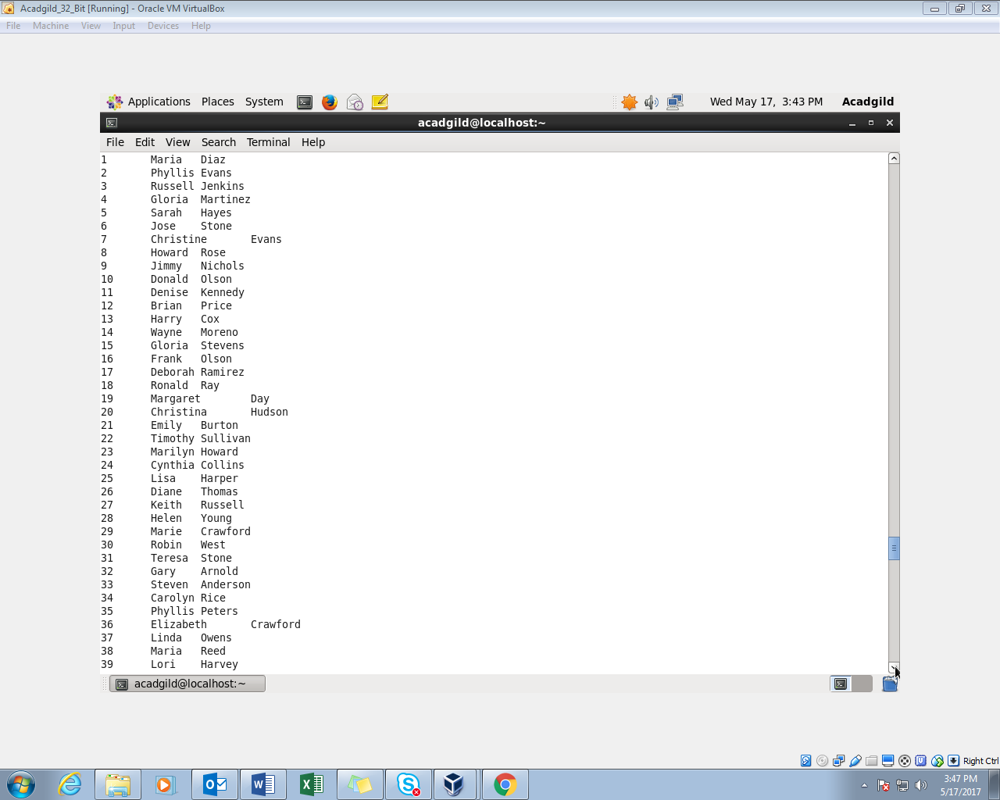 Acadgild_32_Bit [Running] - Oracle VM VirtualBox
File Machine View Input Devices Help
Applications Places System Wed May 17, 3:43 PM Acadgild
acadgild@localhost:~
File Edit View Search Terminal Help
1 Maria Diaz
2 Phyllis Evans
3 Russell Jenkins
4 Gloria Martinez
5 Sarah Hayes
6 Jose Stone
7 Christine Evans
8 Howard Rose
9 Jimmy Nichols
10 Donald Olson
11 Denise Kennedy
12 Brian Price
13 Harry Cox
14 Wayne Moreno
15 Gloria Stevens
16 Frank Olson
17 Deborah Ramirez
18 Ronald Ray
19 Margaret Day
20 Christina Hudson
21 Emily Burton
22 Timothy Sullivan
23 Marilyn Howard
24 Cynthia Collins
25 Lisa Harper
26 Diane Thomas
27 Keith Russell
28 Helen Young
29 Marie Crawford
30 Robin West
31 Teresa Stone
32 Gary Arnold
33 Steven Anderson
34 Carolyn Rice
35 Phyllis Peters
36 Elizabeth Crawford
37 Linda Owens
38 Maria Reed
39 Lori Harvey
acadgild@localhost:~
Right Ctrl
3:47 PM
5/17/2017